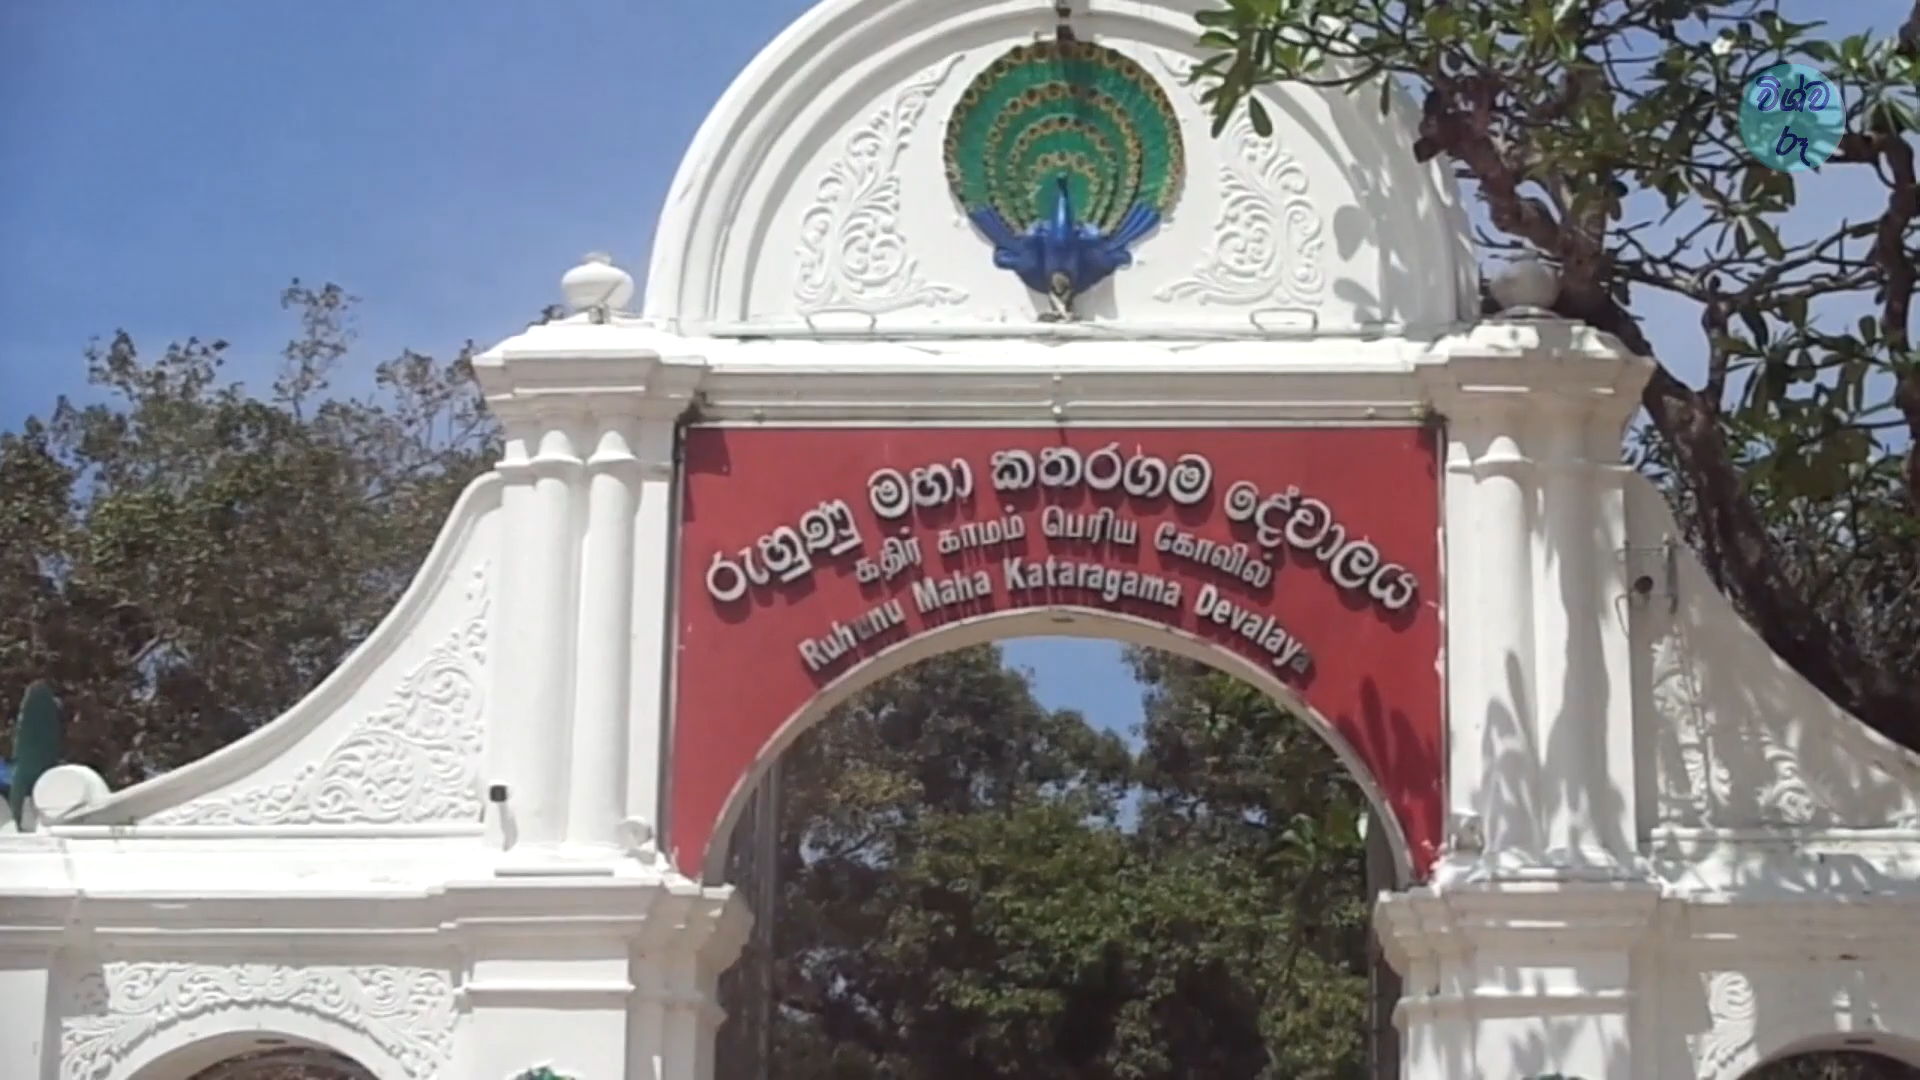 රුහුණු මහා කතරගම දේවාලය
கதிர் காமம் பெரிய கோவில்
Ruhunu Maha Kataragama Devalaya
විශ්ව
රූ